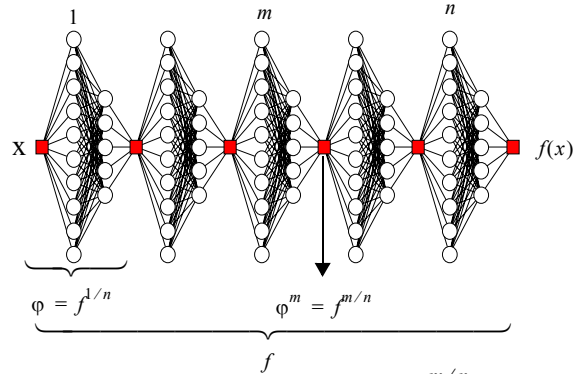 1 m n
x f(x)
φ = f^{1/n} φ^m = f^{m/n}
f
m/n